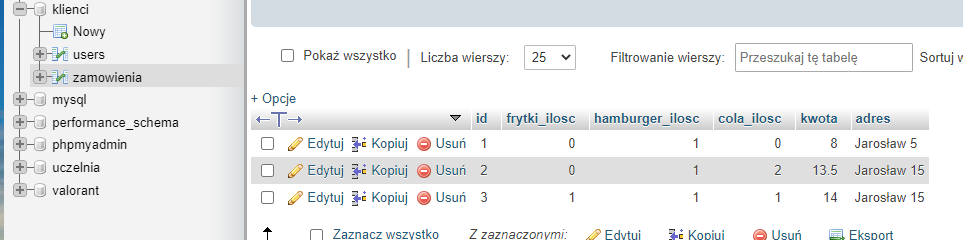 klienci
Nowy
users
zamowienia
mysql
performance_schema
phpmyadmin
uczelnia
valorant
Pokaż wszystko | Liczba wierszy: 25 Filtrowanie wierszy: Przeszukaj tę tabelę Sortuj w
+ Opcje
←T→ id frytki_ilosc hamburger_ilosc cola_ilosc kwota adres
Edytuj Kopiuj Usuń 1 0 1 0 8 Jarosław 5
Edytuj Kopiuj Usuń 2 0 1 2 13.5 Jarosław 15
Edytuj Kopiuj Usuń 3 1 1 1 14 Jarosław 15
Zaznacz wszystko Z zaznaczonymi: Edytuj Kopiuj Usuń Eksport